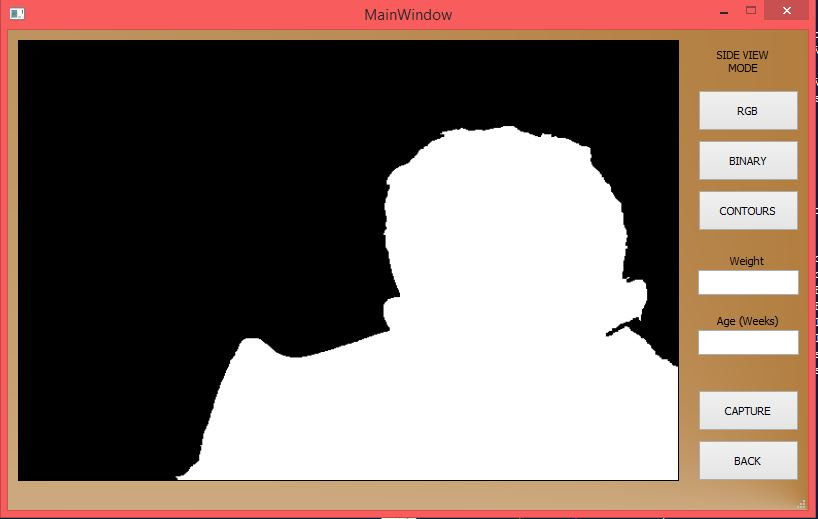 MainWindow
SIDE VIEW
MODE
RGB
BINARY
CONTOURS
Weight
Age (Weeks)
CAPTURE
BACK